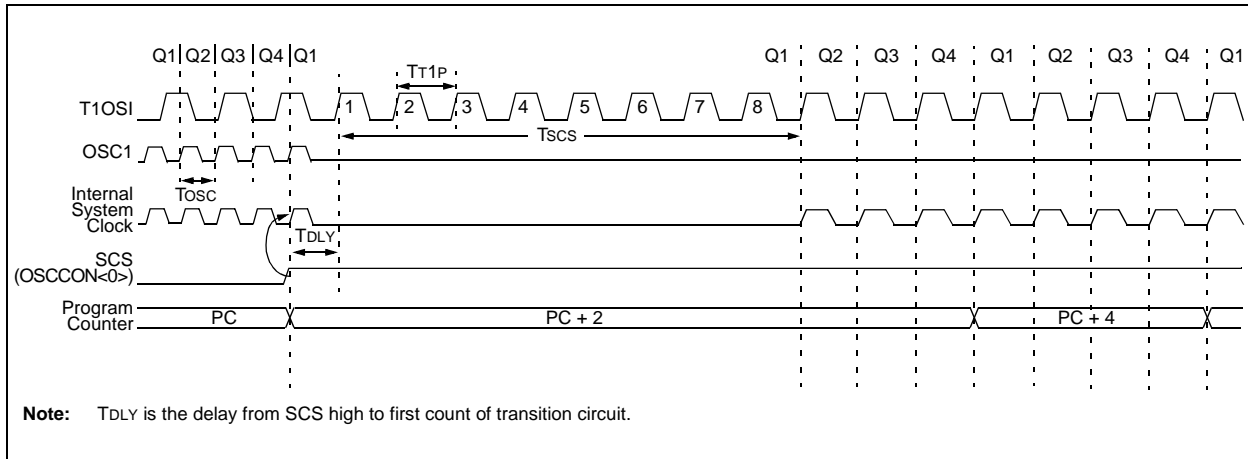 Q1 Q2 Q3 Q4 Q1 Q1 Q2 Q3 Q4 Q1 Q2 Q3 Q4 Q1
TT1P
T1OSI
1 2 3 4 5 6 7 8
TSCS
OSC1
TOSC
Internal
System
Clock
TDLY
SCS
(OSCCON<0>)
Program
Counter
PC PC + 2 PC + 4
Note: TDLY is the delay from SCS high to first count of transition circuit.